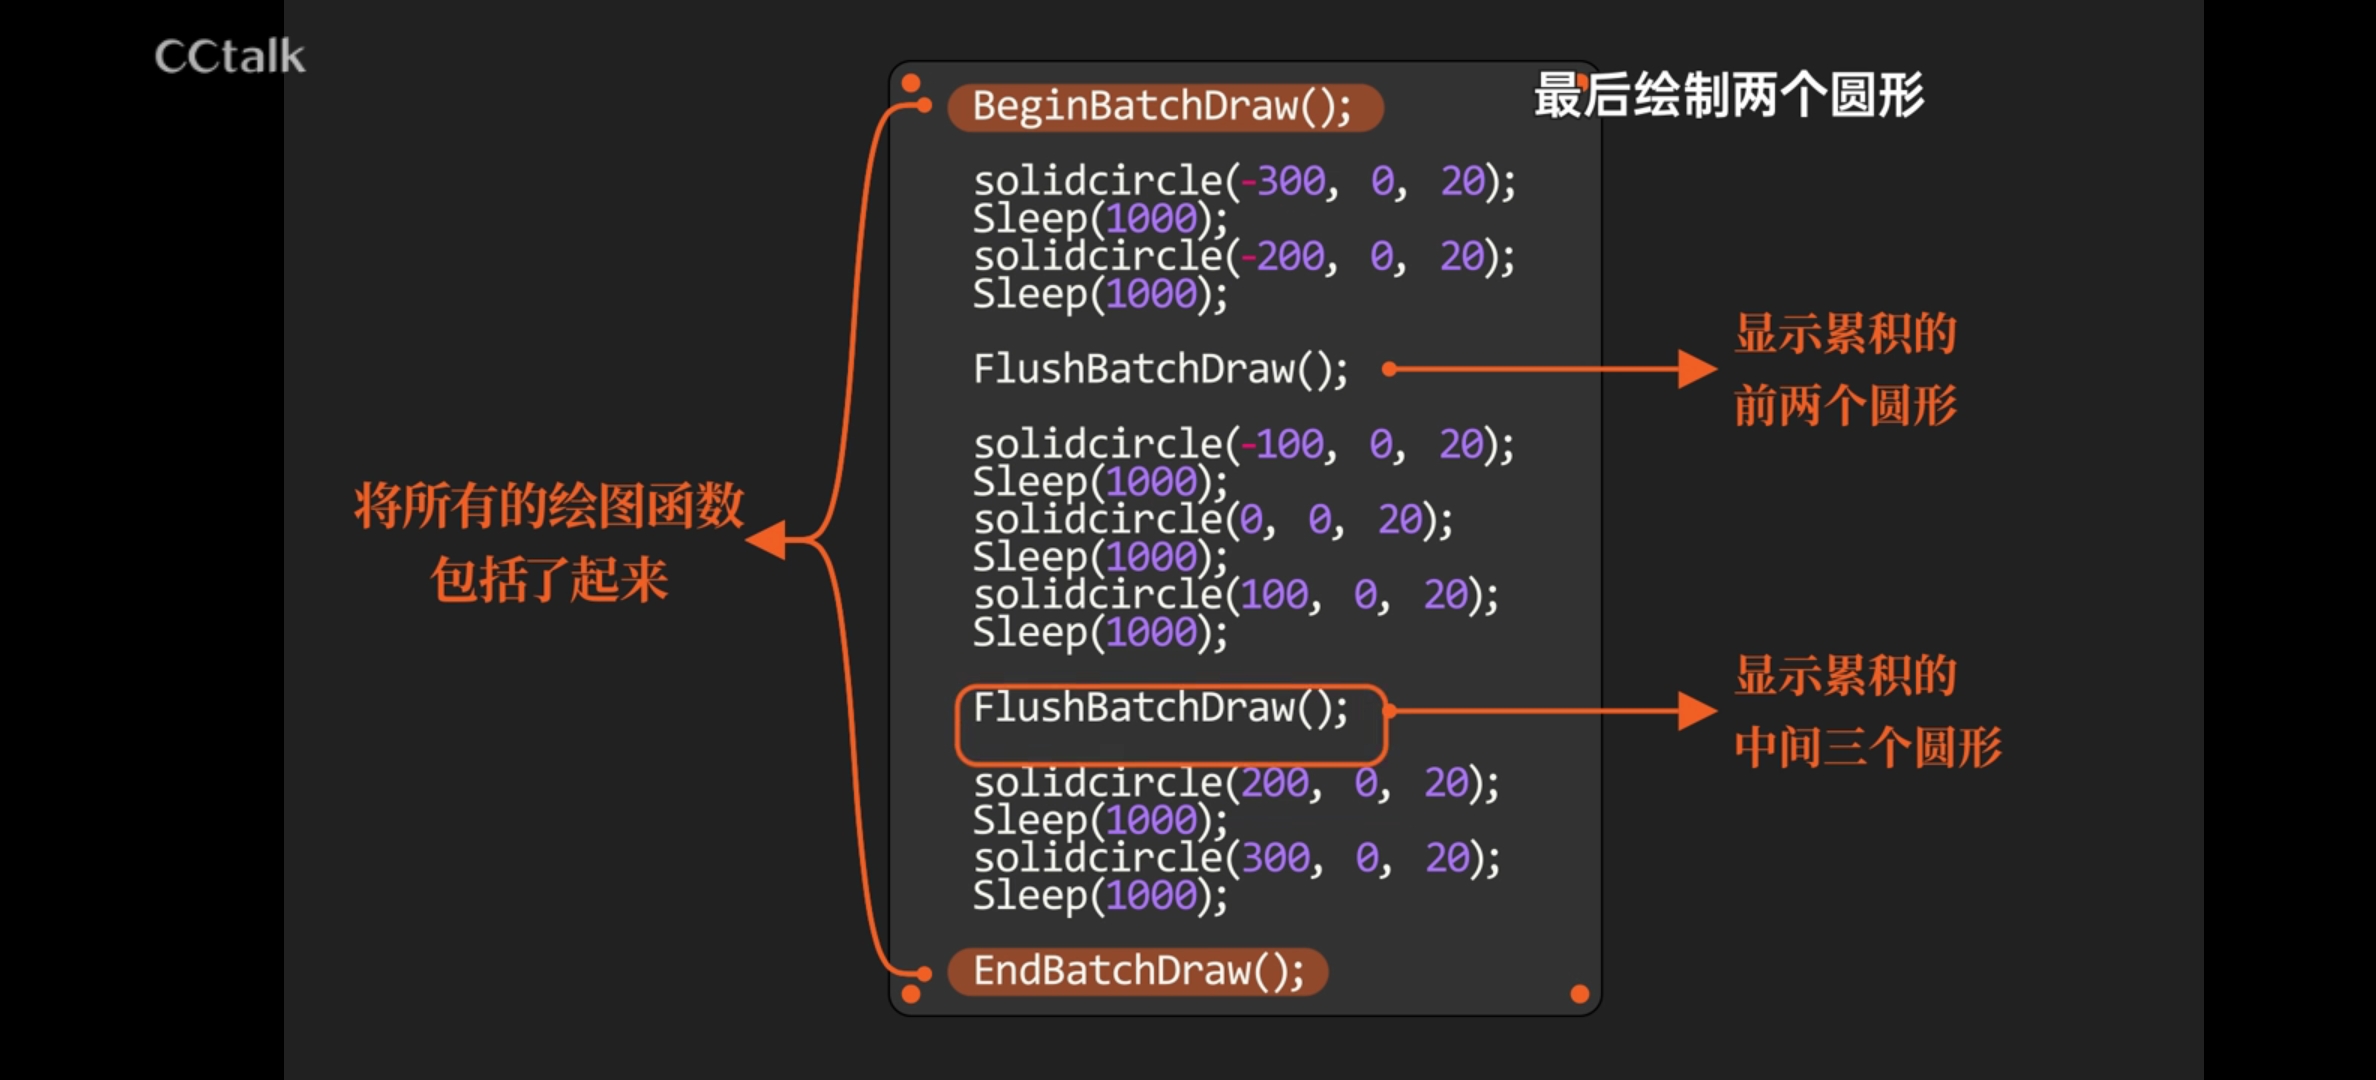 CCtalk
最后绘制两个圆形
BeginBatchDraw();
solidcircle(-300, 0, 20);
Sleep(1000);
solidcircle(-200, 0, 20);
Sleep(1000);
FlushBatchDraw();
显示累积的
前两个圆形
solidcircle(-100, 0, 20);
Sleep(1000);
solidcircle(0, 0, 20);
Sleep(1000);
solidcircle(100, 0, 20);
Sleep(1000);
将所有的绘图函数
包括了起来
FlushBatchDraw();
显示累积的
中间三个圆形
solidcircle(200, 0, 20);
Sleep(1000);
solidcircle(300, 0, 20);
Sleep(1000);
EndBatchDraw();